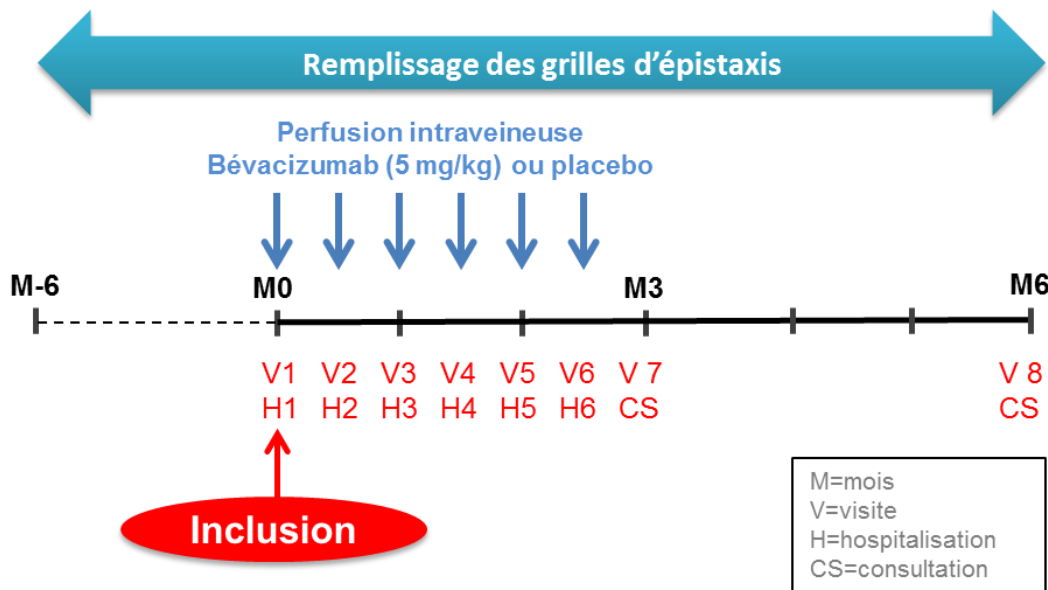 Remplissage des grilles d'épistaxis
Perfusion intraveineuse
Bévacizumab (5 mg/kg) ou placebo
M-6 M0 M3 M6
V1 V2 V3 V4 V5 V6 V 7 V 8
H1 H2 H3 H4 H5 H6 CS CS
Inclusion
M=mois
V=visite
H=hospitalisation
CS=consultation